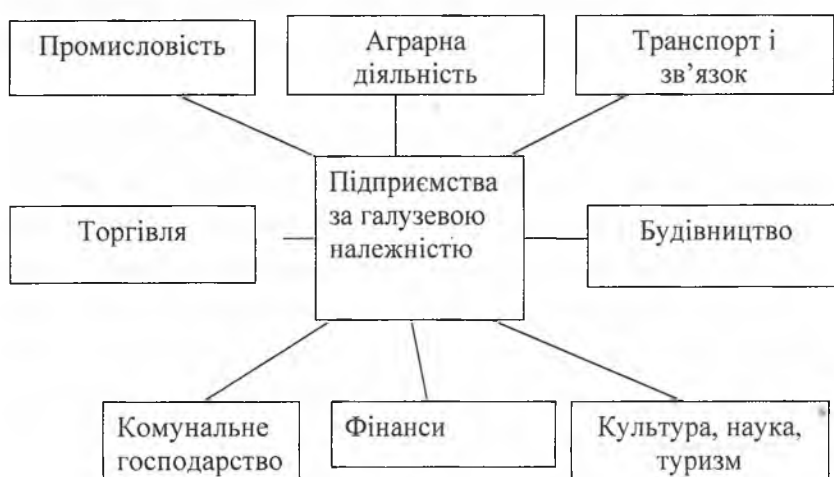 Промисловість
Аграрна
діяльність
Транспорт і
зв’язок
Підприємства
за галузевою
належністю
Торгівля
Будівництво
Комунальне
господарство
Фінанси
Культура, наука,
туризм